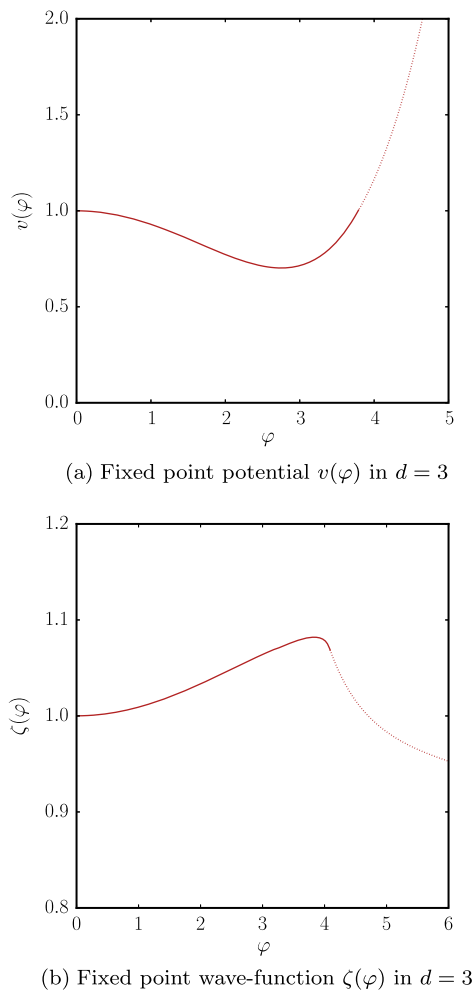 2.0
1.5
1.0
0.5
0.0
v(φ)
0 1 2 3 4 5
φ
(a) Fixed point potential v(φ) in d = 3
1.2
1.1
1.0
0.9
0.8
ζ(φ)
0 1 2 3 4 5 6
φ
(b) Fixed point wave-function ζ(φ) in d = 3